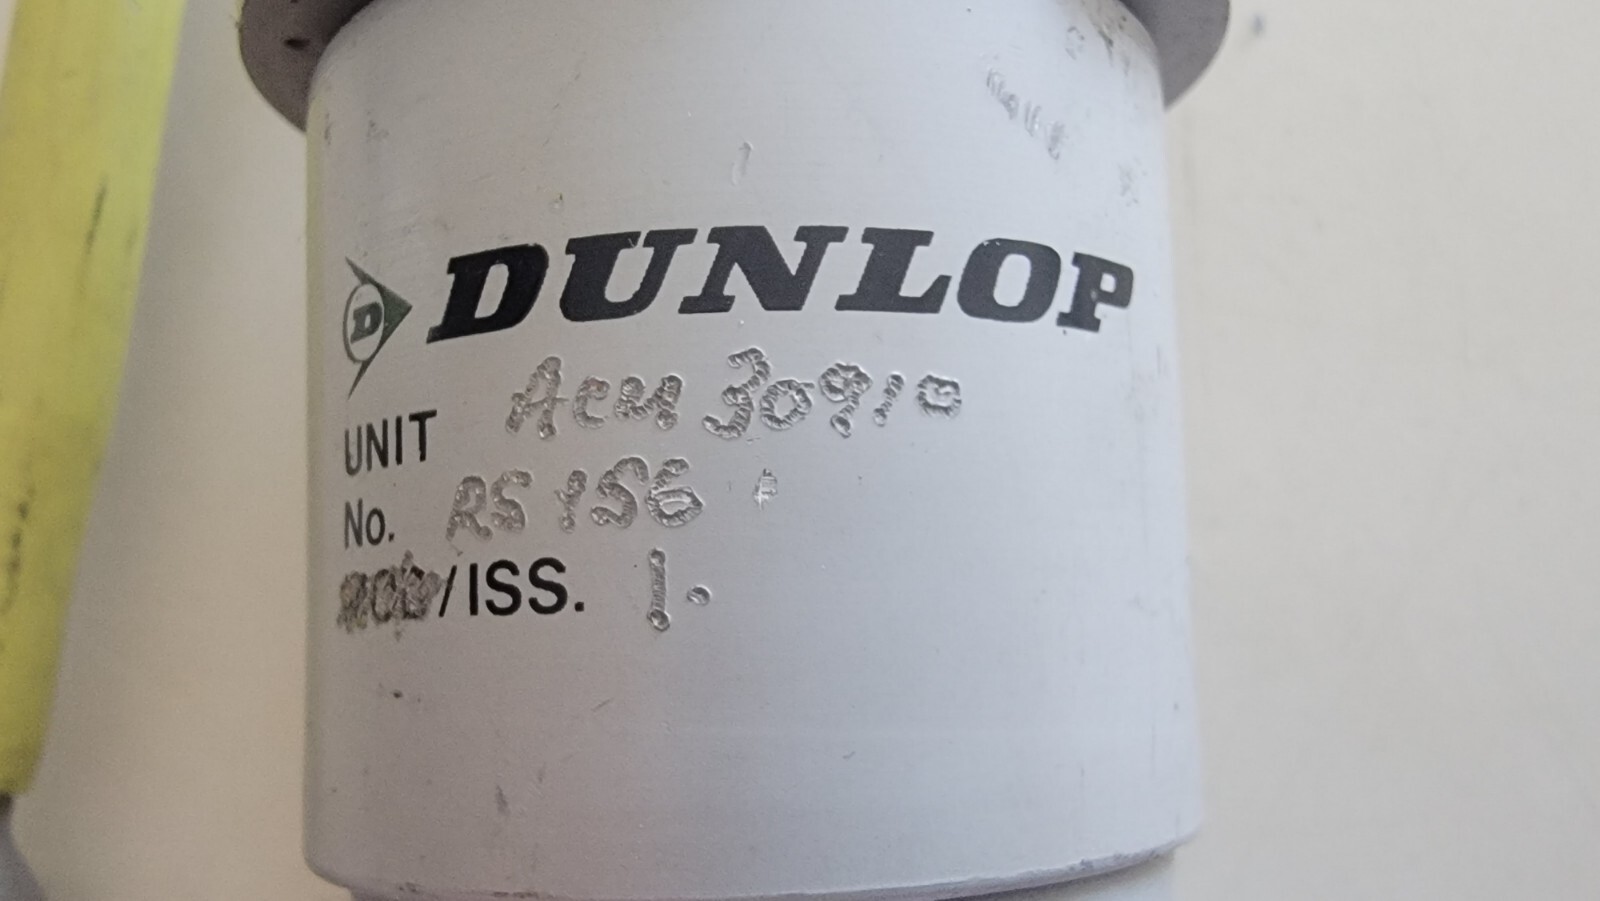 D DUNLOP
UNIT ACM 30910
No. RS 156
/ISS. 1.